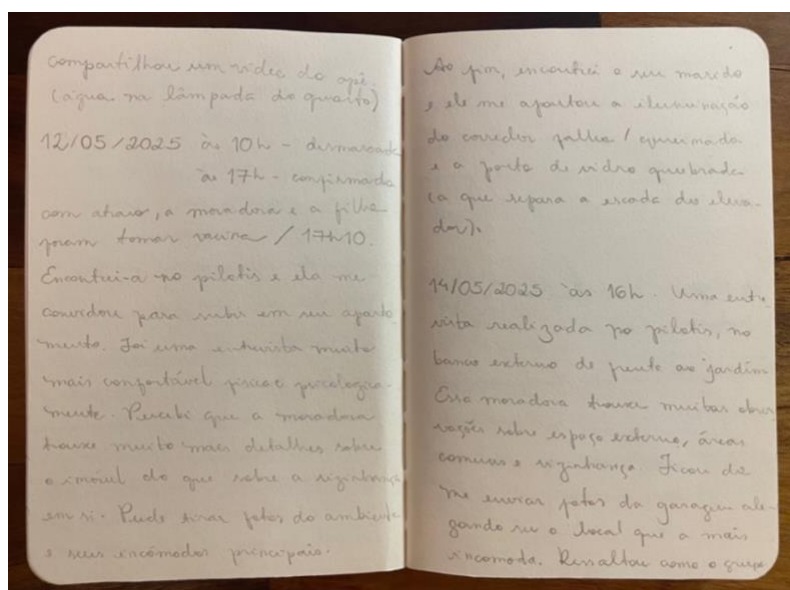 compartilhou um vídeo do apê.
(água na lâmpada do quarto)
12/05/2025 às 10h - desmarcada
às 17h - confirmada
com atraso, a moradora e a filha
foram tomar vacina / 17h10.
Encontrei-a no pilotis e ela me
convidou para subir em seu aparta
mento. Foi uma entrevista muito
mais confortável física e psicologica-
mente. Percebi que a moradora
trouxe muito mais detalhes sobre
o imóvel do que sobre a vizinhança
em si. Pude tirar fotos do ambiente
e seus incômodos principais.
Ao fim, encontrei o seu marido
e ele me apontou a iluminação
do corredor falha / queimada
e a porta de vidro quebrada
(a que separa a escada do eleva-
dor).
14/05/2025 às 16h. Uma entre
vista realizada no pilotis, no
banco externo de frente ao jardim
Essa moradora trouxe muitas obser
vações sobre espaço externo, áreas
comuns e vizinhança. Ficou de
me enviar fotos da garagem ale-
gando ser o local que a mais
incomoda. Ressaltou como o grupo